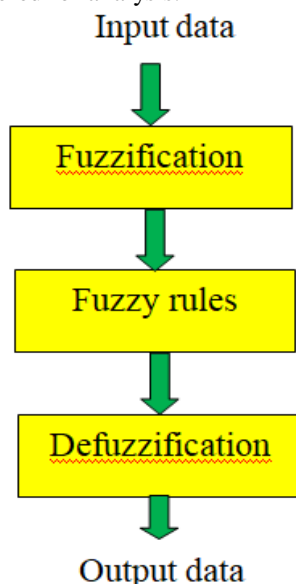 Input data
Fuzzification
Fuzzy rules
Defuzzification
Output data